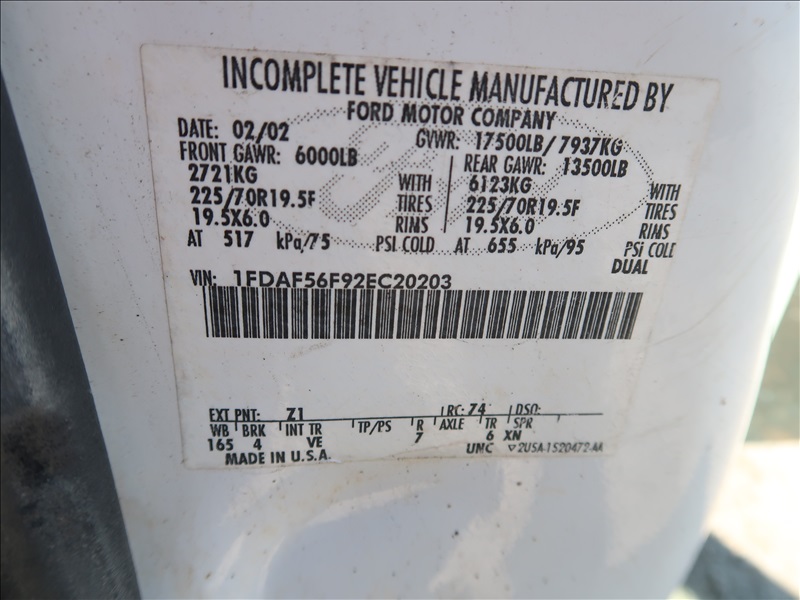 INCOMPLETE VEHICLE MANUFACTURED BY
FORD MOTOR COMPANY
DATE: 02/02 GVWR: 17500LB/7937KG
FRONT GAWR: 6000LB REAR GAWR: 13500LB
2721KG WITH 6123KG WITH
225/70R19.5F TIRES 225/70R19.5F TIRES
19.5X6.0 RIMS 19.5X6.0 RIMS
AT 517 kPa/75 PSI COLD AT 655 kPa/95 PSI COLD
DUAL
VIN: 1FDAF56F92EC20203
EXT PNT: Z1 RC: 74 DSO:
WB BRK INT TR TP/PS R AXLE TR SPR
165 4 VE 7 6 XN
MADE IN U.S.A. UNC ▽2USA-1520472-AA